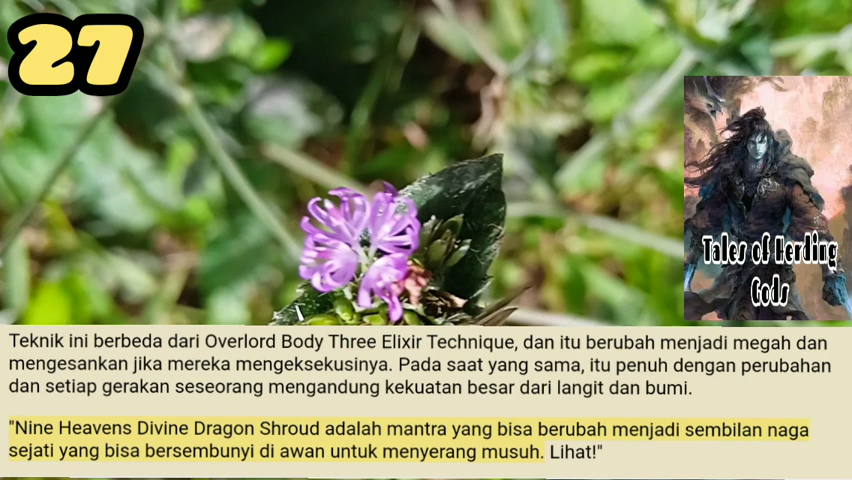 27
Tales of Herding
Gods
Teknik ini berbeda dari Overlord Body Three Elixir Technique, dan itu berubah menjadi megah dan
mengesankan jika mereka mengeksekusinya. Pada saat yang sama, itu penuh dengan perubahan
dan setiap gerakan seseorang mengandung kekuatan besar dari langit dan bumi.
"Nine Heavens Divine Dragon Shroud adalah mantra yang bisa berubah menjadi sembilan naga
sejati yang bisa bersembunyi di awan untuk menyerang musuh. Lihat!"